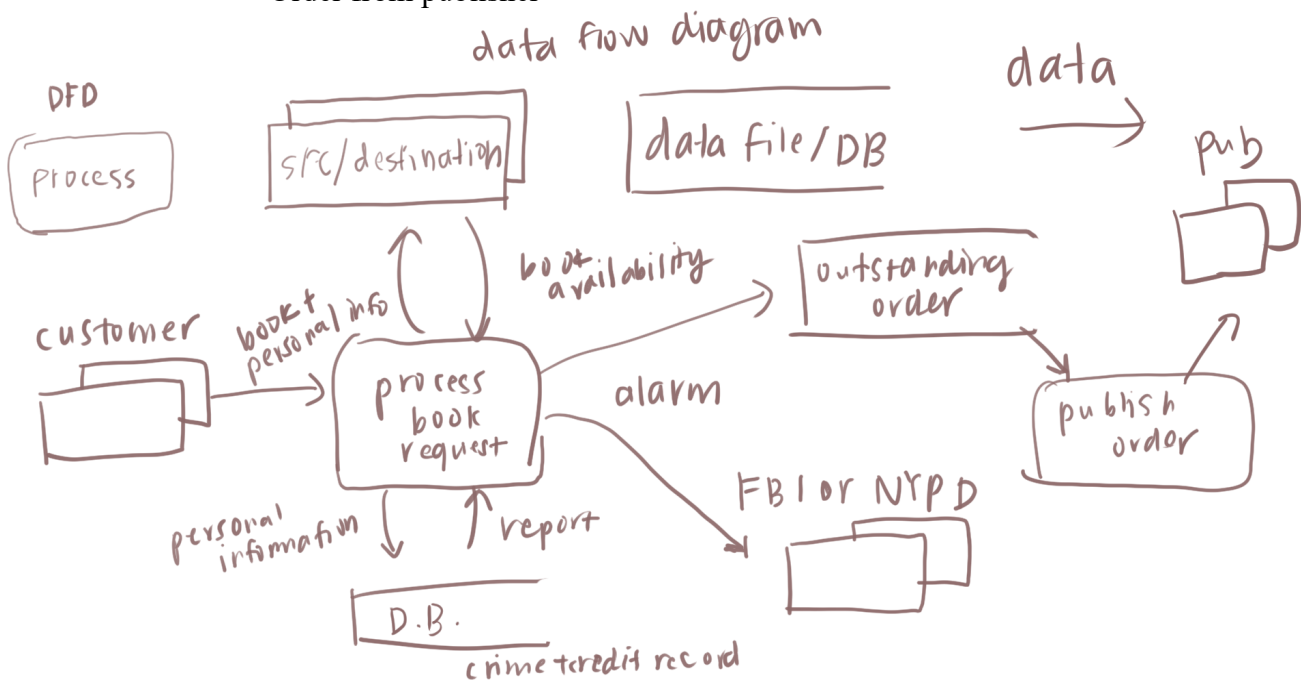 order from publisher
data flow diagram
DFD
process
src/destination
data file/DB
data
pub
book
availability
outstanding
order
customer
book+
personal info
process
book
request
alarm
publish
order
FBI or NYPD
personal
information
report
D.B.
crime+credit record